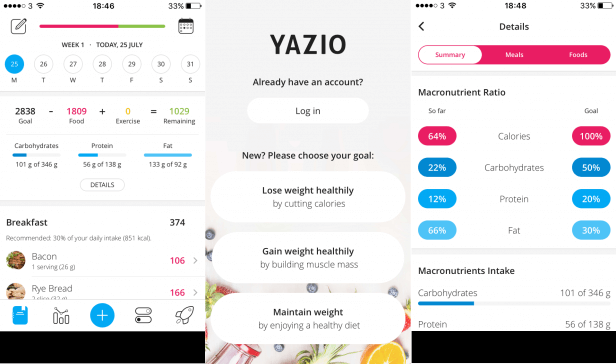 3 18:46 33%
WEEK 1 · TODAY, 25 JULY
25 26 27 28 29 30 31
M T W T F S S
2838 - 1809 + 0 = 1029
Goal Food Exercise Remaining
Carbohydrates Protein Fat
101 g of 346 g 56 g of 138 g 133 g of 92 g
DETAILS
Breakfast 374
Recommended: 30% of your daily intake (851 kcal).
Bacon 106
1 serving (26 g)
Rye Bread 166
2 slice (32 g)
YAZIO
Already have an account?
Log in
New? Please choose your goal:
Lose weight healthily
by cutting calories
Gain weight healthily
by building muscle mass
Maintain weight
by enjoying a healthy diet
3 18:48 33%
Details
Summary Meals Foods
Macronutrient Ratio
So far Goal
64% Calories 100%
22% Carbohydrates 50%
12% Protein 20%
66% Fat 30%
Macronutrients Intake
Carbohydrates 101 of 346 g
Protein 56 of 138 g